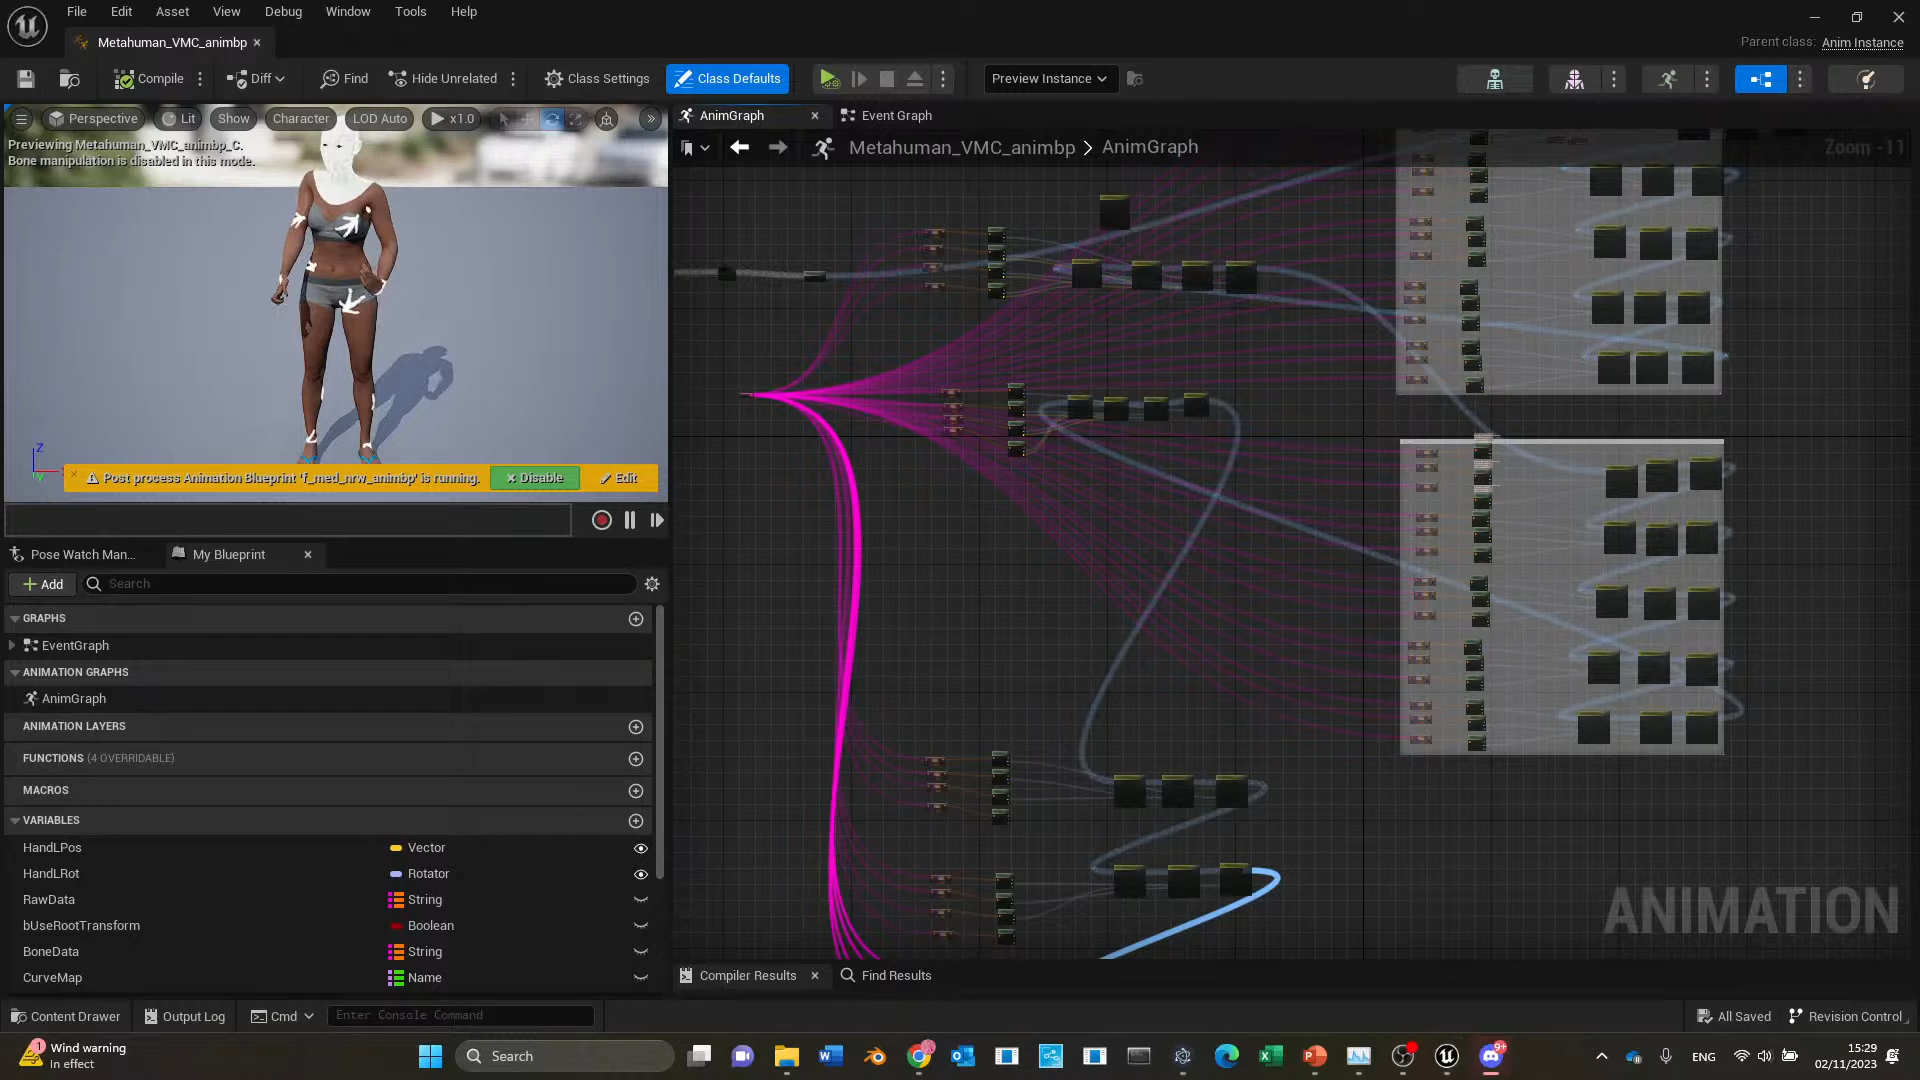 File Edit Asset View Debug Window Tools Help
Metahuman_VMC_animbp
Parent class: Anim Instance
Compile Diff Find Hide Unrelated Class Settings Class Defaults Preview Instance
Perspective Lit Show Character LOD Auto x1.0
Previewing Metahuman_VMC_animbp_C.
Bone manipulation is disabled in this mode.
Z
Y
Post process Animation Blueprint 'f_med_nrw_animbp' is running. Disable Edit
AnimGraph Event Graph
Metahuman_VMC_animbp > AnimGraph Zoom -11
Pose Watch Man... My Blueprint
Add Search
GRAPHS
EventGraph
ANIMATION GRAPHS
AnimGraph
ANIMATION LAYERS
FUNCTIONS (4 OVERRIDABLE)
MACROS
VARIABLES
HandLPos Vector
HandLRot Rotator
RawData String
bUseRootTransform Boolean
BoneData String
CurveMap Name
ANIMATION
Compiler Results Find Results
Content Drawer Output Log Cmd Enter Console Command All Saved Revision Control
1 Wind warning
In effect
Search
9+
ENG
15:29
02/11/2023